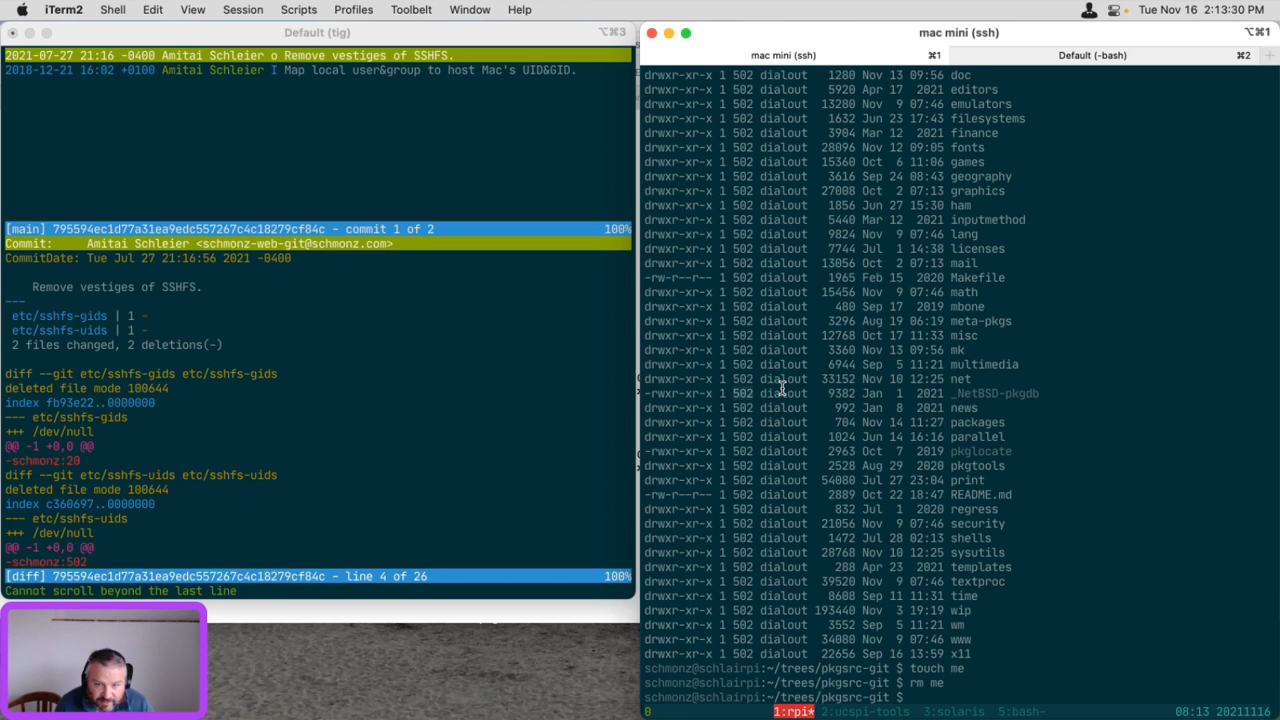 iTerm2 Shell Edit View Session Scripts Profiles Toolbelt Window Help Tue Nov 16 2:13:30 PM
Default (tig) ⌥⌘3
2021-07-27 21:16 -0400 Amitai Schleier o Remove vestiges of SSHFS.
2018-12-21 16:02 +0100 Amitai Schleier I Map local user&group to host Mac's UID&GID.
[main] 795594ec1d77a31ea9edc557267c4c18279cf84c - commit 1 of 2 100%
Commit: Amitai Schleier <schmonz-web-git@schmonz.com>
CommitDate: Tue Jul 27 21:16:56 2021 -0400
Remove vestiges of SSHFS.
---
etc/sshfs-gids | 1 -
etc/sshfs-uids | 1 -
2 files changed, 2 deletions(-)
diff --git etc/sshfs-gids etc/sshfs-gids
deleted file mode 100644
index fb93e22..0000000
--- etc/sshfs-gids
+++ /dev/null
@@ -1 +0,0 @@
-schmonz:20
diff --git etc/sshfs-uids etc/sshfs-uids
deleted file mode 100644
index c360697..0000000
--- etc/sshfs-uids
+++ /dev/null
@@ -1 +0,0 @@
-schmonz:502
[diff] 795594ec1d77a31ea9edc557267c4c18279cf84c - line 4 of 26 100%
Cannot scroll beyond the last line
mac mini (ssh) ⌥⌘1
mac mini (ssh) ⌘1 Default (-bash) ⌘2
drwxr-xr-x 1 502 dialout 1280 Nov 13 09:56 doc
drwxr-xr-x 1 502 dialout 5920 Apr 17 2021 editors
drwxr-xr-x 1 502 dialout 13280 Nov 9 07:46 emulators
drwxr-xr-x 1 502 dialout 1632 Jun 23 17:43 filesystems
drwxr-xr-x 1 502 dialout 3904 Mar 12 2021 finance
drwxr-xr-x 1 502 dialout 28096 Nov 12 09:05 fonts
drwxr-xr-x 1 502 dialout 15360 Oct 6 11:06 games
drwxr-xr-x 1 502 dialout 3616 Sep 24 08:43 geography
drwxr-xr-x 1 502 dialout 27008 Oct 2 07:13 graphics
drwxr-xr-x 1 502 dialout 1856 Jun 27 15:30 ham
drwxr-xr-x 1 502 dialout 5440 Mar 12 2021 inputmethod
drwxr-xr-x 1 502 dialout 9824 Nov 9 07:46 lang
drwxr-xr-x 1 502 dialout 7744 Jul 1 14:38 licenses
drwxr-xr-x 1 502 dialout 13056 Oct 2 07:13 mail
-rw-r--r-- 1 502 dialout 1965 Feb 15 2020 Makefile
drwxr-xr-x 1 502 dialout 15456 Nov 9 07:46 math
drwxr-xr-x 1 502 dialout 480 Sep 17 2019 mbone
drwxr-xr-x 1 502 dialout 3296 Aug 19 06:19 meta-pkgs
drwxr-xr-x 1 502 dialout 12768 Oct 17 11:33 misc
drwxr-xr-x 1 502 dialout 3360 Nov 13 09:56 mk
drwxr-xr-x 1 502 dialout 6944 Sep 5 11:21 multimedia
drwxr-xr-x 1 502 dialout 33152 Nov 10 12:25 net
-rwxr-xr-x 1 502 dialout 9382 Jan 1 2021 _NetBSD-pkgdb
drwxr-xr-x 1 502 dialout 992 Jan 8 2021 news
drwxr-xr-x 1 502 dialout 704 Nov 14 11:27 packages
drwxr-xr-x 1 502 dialout 1024 Jun 14 16:16 parallel
-rwxr-xr-x 1 502 dialout 2963 Oct 7 2019 pkglocate
drwxr-xr-x 1 502 dialout 2528 Aug 29 2020 pkgtools
drwxr-xr-x 1 502 dialout 54080 Jul 27 23:04 print
-rw-r--r-- 1 502 dialout 2889 Oct 22 18:47 README.md
drwxr-xr-x 1 502 dialout 832 Jul 1 2020 regress
drwxr-xr-x 1 502 dialout 21056 Nov 9 07:46 security
drwxr-xr-x 1 502 dialout 1472 Jul 28 02:13 shells
drwxr-xr-x 1 502 dialout 28768 Nov 10 12:25 sysutils
drwxr-xr-x 1 502 dialout 288 Apr 23 2021 templates
drwxr-xr-x 1 502 dialout 39520 Nov 9 07:46 textproc
drwxr-xr-x 1 502 dialout 8608 Sep 11 11:31 time
drwxr-xr-x 1 502 dialout 193440 Nov 3 19:19 wip
drwxr-xr-x 1 502 dialout 3552 Sep 5 11:21 wm
drwxr-xr-x 1 502 dialout 34080 Nov 9 07:46 www
drwxr-xr-x 1 502 dialout 22656 Sep 16 13:59 x11
schmonz@schlairpi:~/trees/pkgsrc-git $ touch me
schmonz@schlairpi:~/trees/pkgsrc-git $ rm me
schmonz@schlairpi:~/trees/pkgsrc-git $
0 1:rpi* 2:ucspi-tools 3:solaris 5:bash- 08:13 20211116